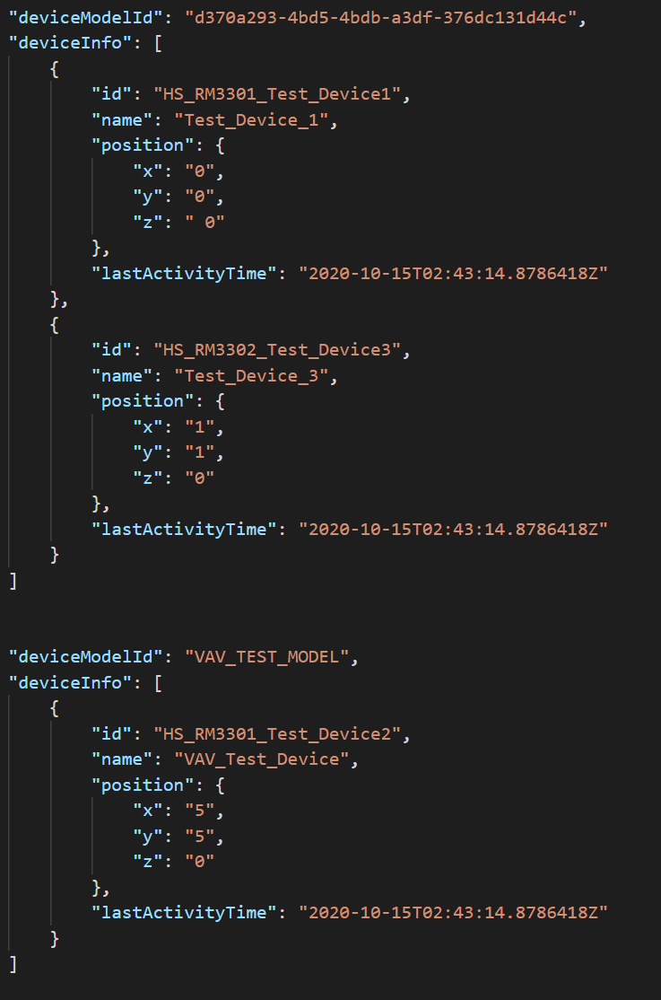 "deviceModelId": "d370a293-4bd5-4bdb-a3df-376dc131d44c",
"deviceInfo": [
    {
        "id": "HS_RM3301_Test_Device1",
        "name": "Test_Device_1",
        "position": {
            "x": "0",
            "y": "0",
            "z": " 0"
        },
        "lastActivityTime": "2020-10-15T02:43:14.8786418Z"
    },
    {
        "id": "HS_RM3302_Test_Device3",
        "name": "Test_Device_3",
        "position": {
            "x": "1",
            "y": "1",
            "z": "0"
        },
        "lastActivityTime": "2020-10-15T02:43:14.8786418Z"
    }
]
"deviceModelId": "VAV_TEST_MODEL",
"deviceInfo": [
    {
        "id": "HS_RM3301_Test_Device2",
        "name": "VAV_Test_Device",
        "position": {
            "x": "5",
            "y": "5",
            "z": "0"
        },
        "lastActivityTime": "2020-10-15T02:43:14.8786418Z"
    }
]